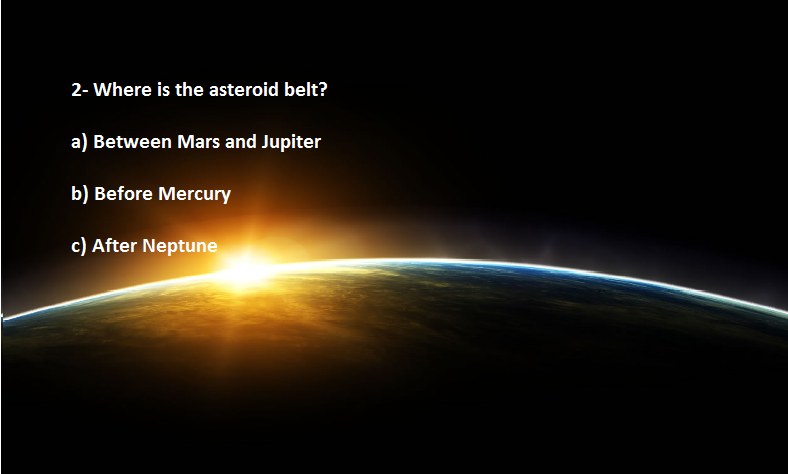 2- Where is the asteroid belt?
a) Between Mars and Jupiter
b) Before Mercury
c) After Neptune